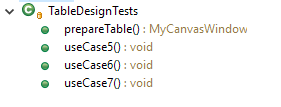 TableDesignTests
prepareTable() : MyCanvasWindow
useCase5() : void
useCase6() : void
useCase7() : void